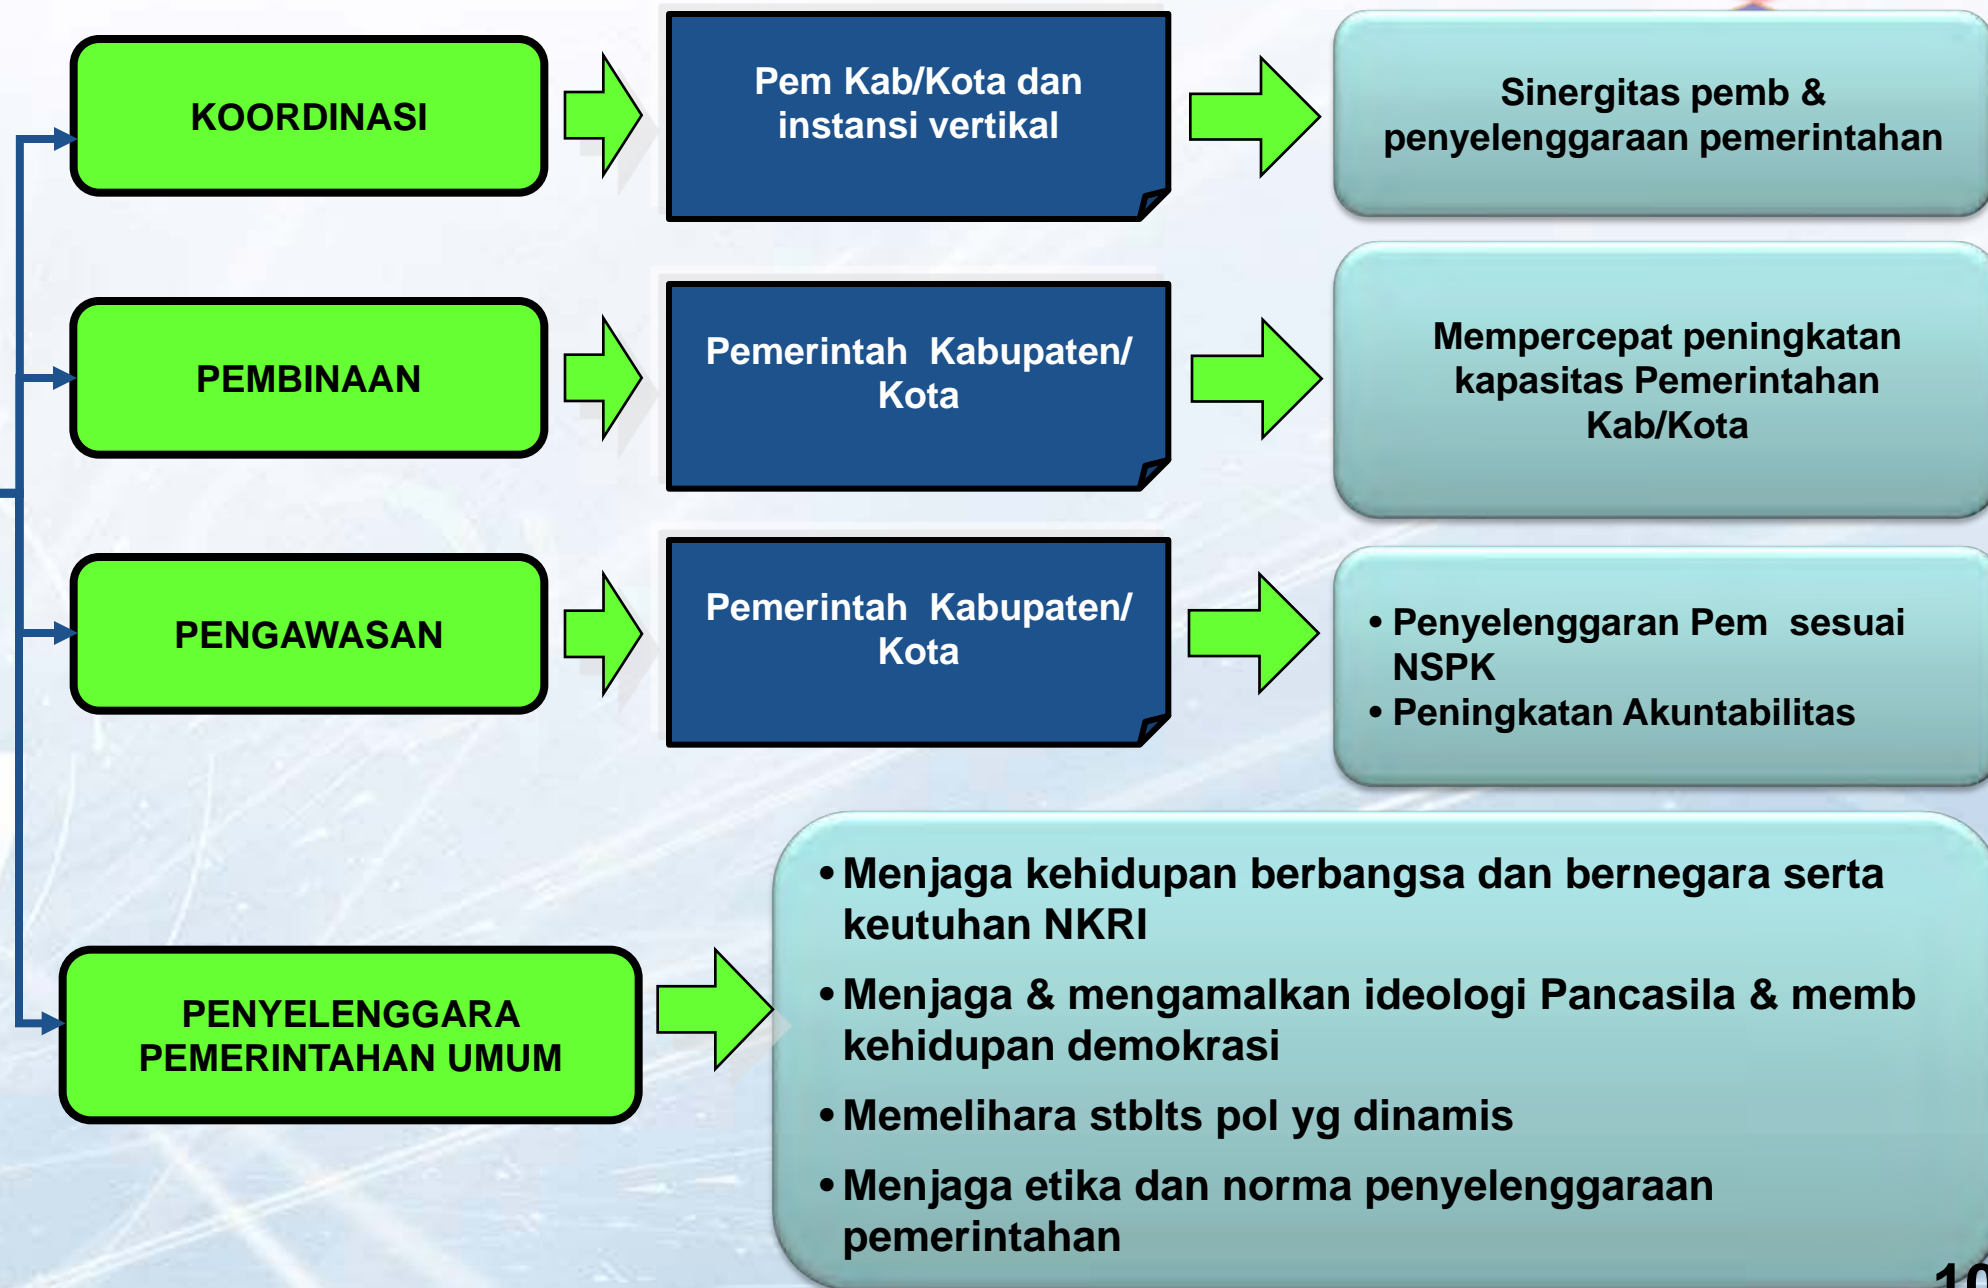 KOORDINASI
Pem Kab/Kota dan
instansi vertikal
Sinergitas pemb &
penyelenggaraan pemerintahan
PEMBINAAN
Pemerintah Kabupaten/
Kota
Mempercepat peningkatan
kapasitas Pemerintahan
Kab/Kota
PENGAWASAN
Pemerintah Kabupaten/
Kota
• Penyelenggaran Pem sesuai
NSPK
• Peningkatan Akuntabilitas
PENYELENGGARA
PEMERINTAHAN UMUM
• Menjaga kehidupan berbangsa dan bernegara serta
keutuhan NKRI
• Menjaga & mengamalkan ideologi Pancasila & memb
kehidupan demokrasi
• Memelihara stblts pol yg dinamis
• Menjaga etika dan norma penyelenggaraan
pemerintahan